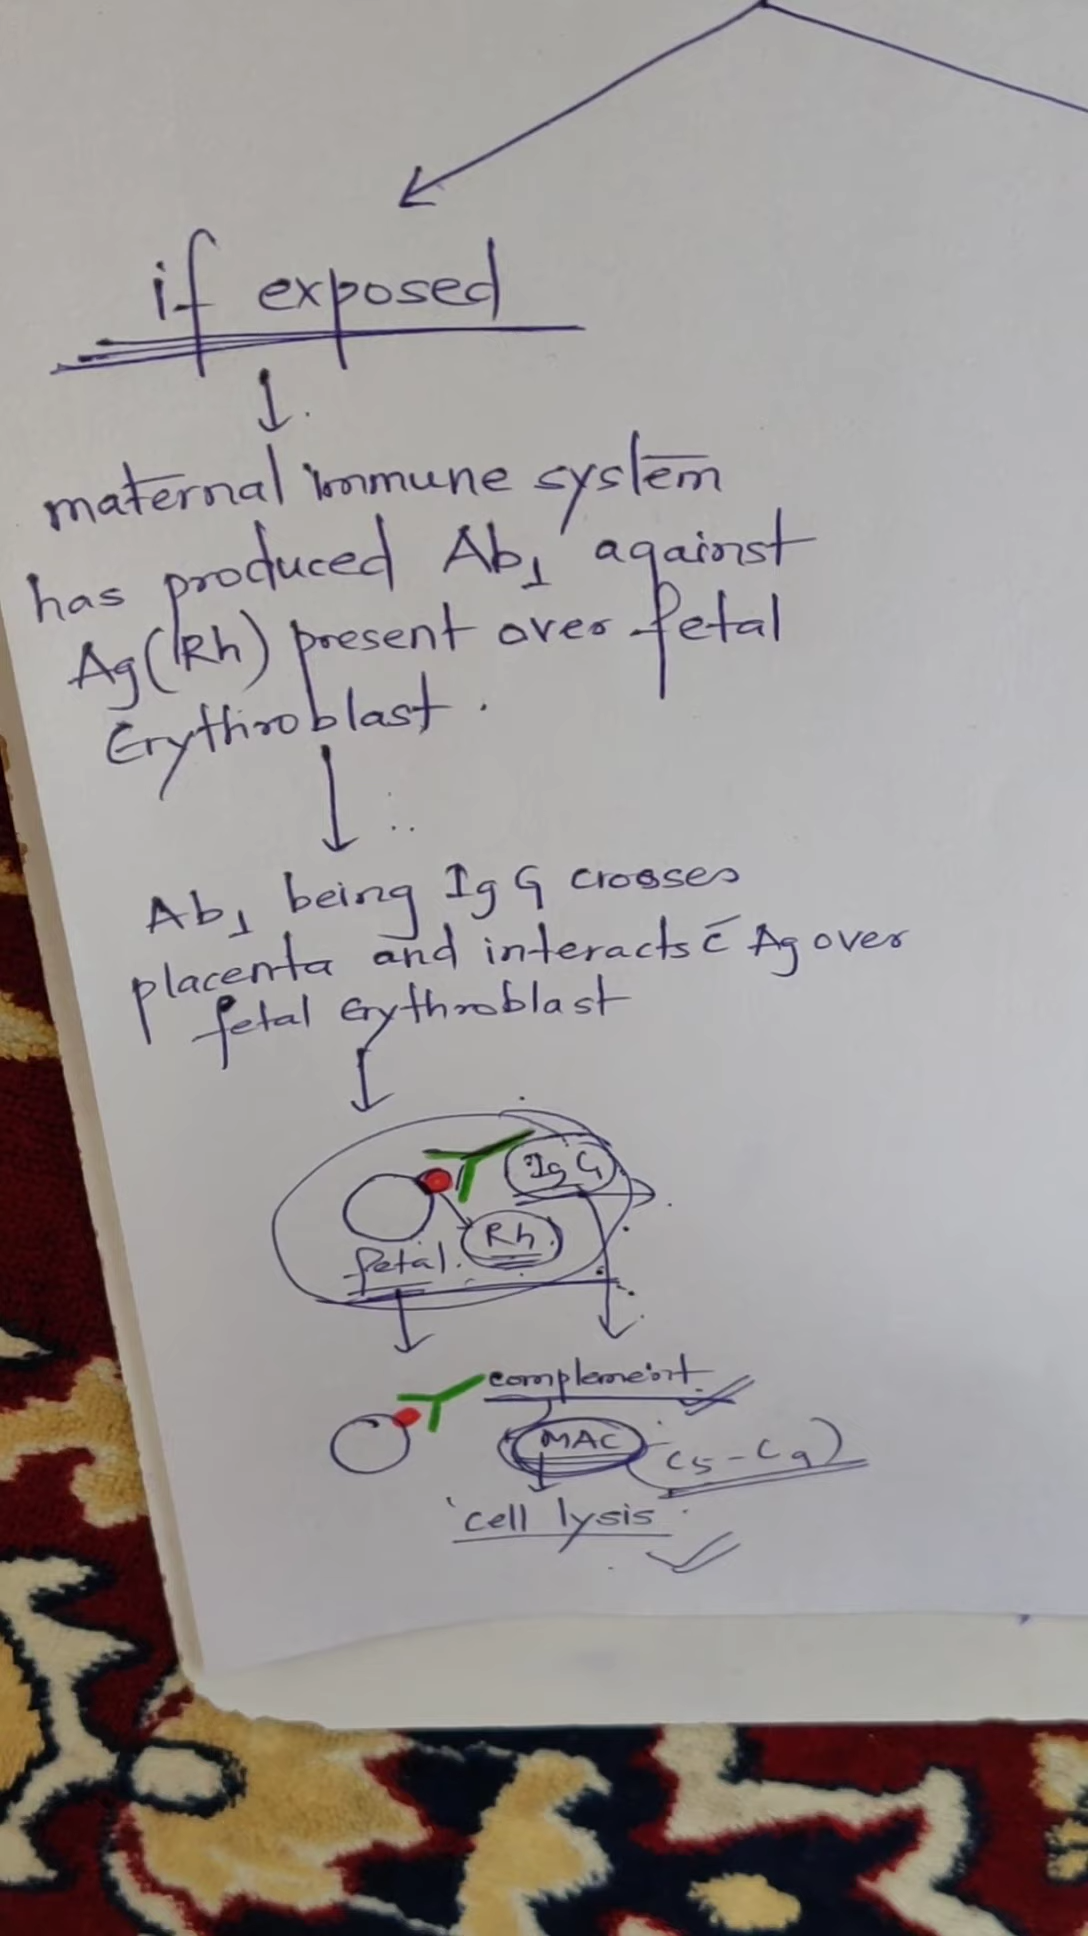 if exposed
maternal immune system
has produced Ab1 against
Ag(Rh) present over fetal
Erythroblast.
Ab1 being IgG crosses
placenta and interacts c̄ Ag over
fetal erythroblast
IgG
Rh
fetal
complement
MAC (C5-C9)
cell lysis